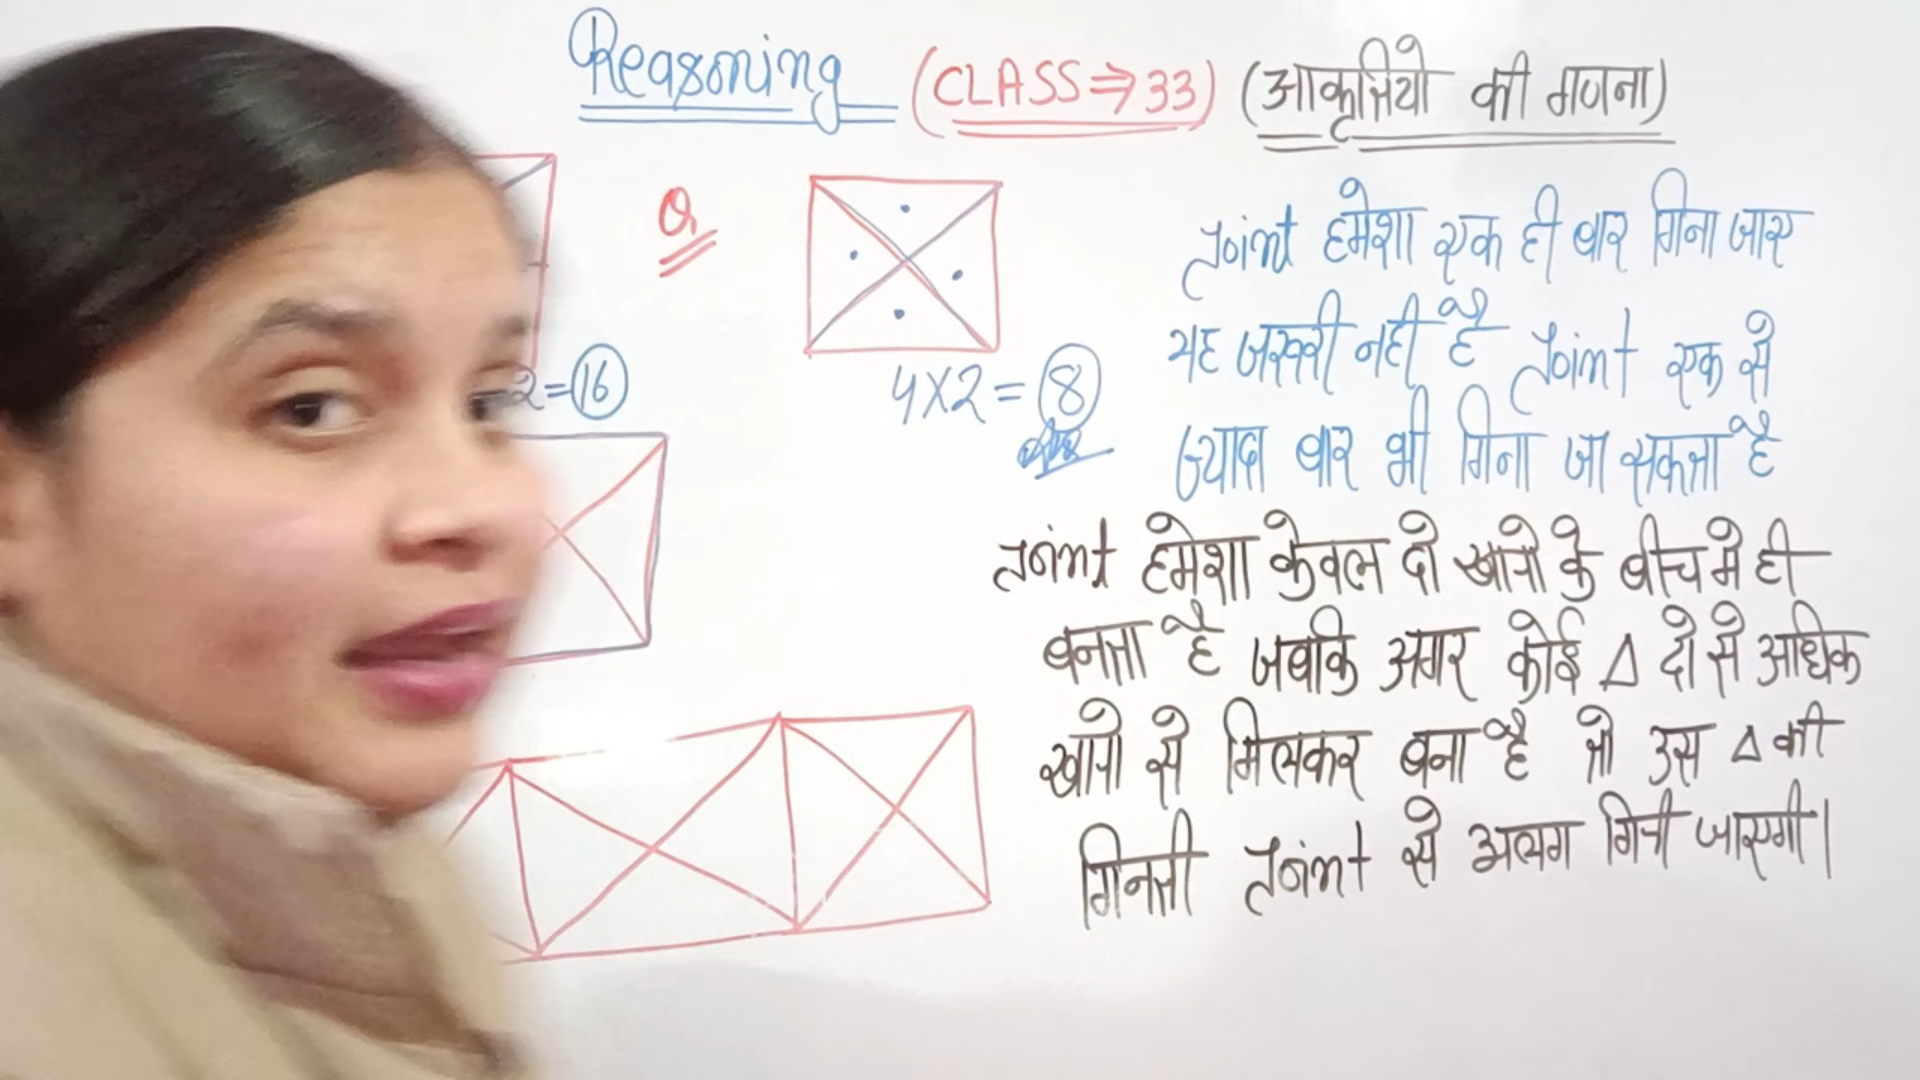 Reasoning (CLASS⇒33) (आकृतियो की गणना)
Q
Joint हमेशा एक ही बार गिना जाए
यह जरूरी नही है Joint एक से
2=16
4×2=8
ज्यादा बार भी गिना जा सकता है
Joint हमेशा केवल दो खानो के बीच मे ही
बनता है जबकि अगर कोई Δ दो से अधिक
खानो से मिलकर बना है तो उस Δ की
गिनती Joint से अलग गिनी जाएगी।